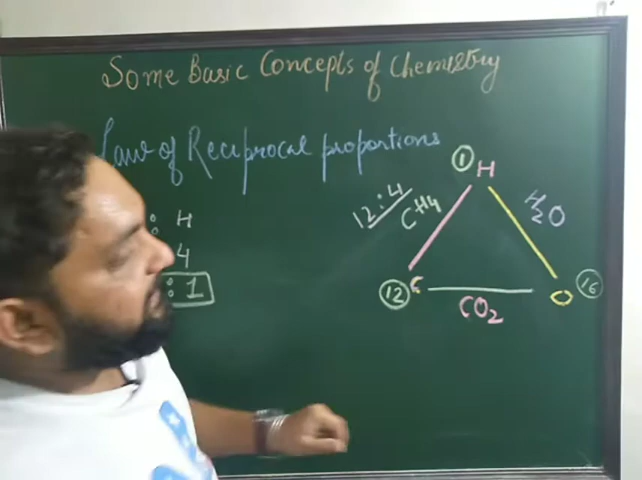 Some Basic Concepts of Chemistry
Law of Reciprocal proportions
: H
4
: 1
12:4
CH4
1 H
H2O
12 C
CO2
O 16